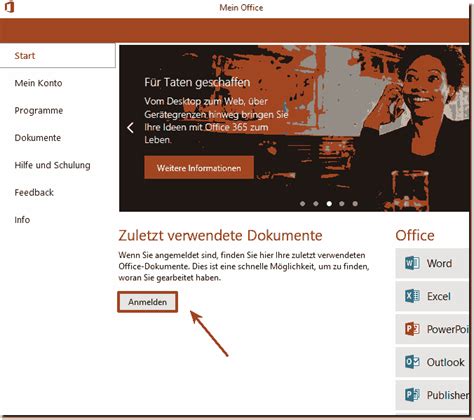 Mein Office
Start
Mein Konto
Programme
Dokumente
Hilfe und Schulung
Feedback
Info
Für Taten geschaffen
Vom Desktop zum Web, über
Gerätegrenzen hinweg bringen Sie
Ihre Ideen mit Office 365 zum
Leben.
Weitere Informationen
Zuletzt verwendete Dokumente
Wenn Sie angemeldet sind, finden Sie hier Ihre zuletzt verwendeten
Office-Dokumente. Dies ist eine schnelle Möglichkeit, um zu finden,
woran Sie gearbeitet haben.
Anmelden
Office
Word
Excel
PowerPoi
Outlook
Publisher